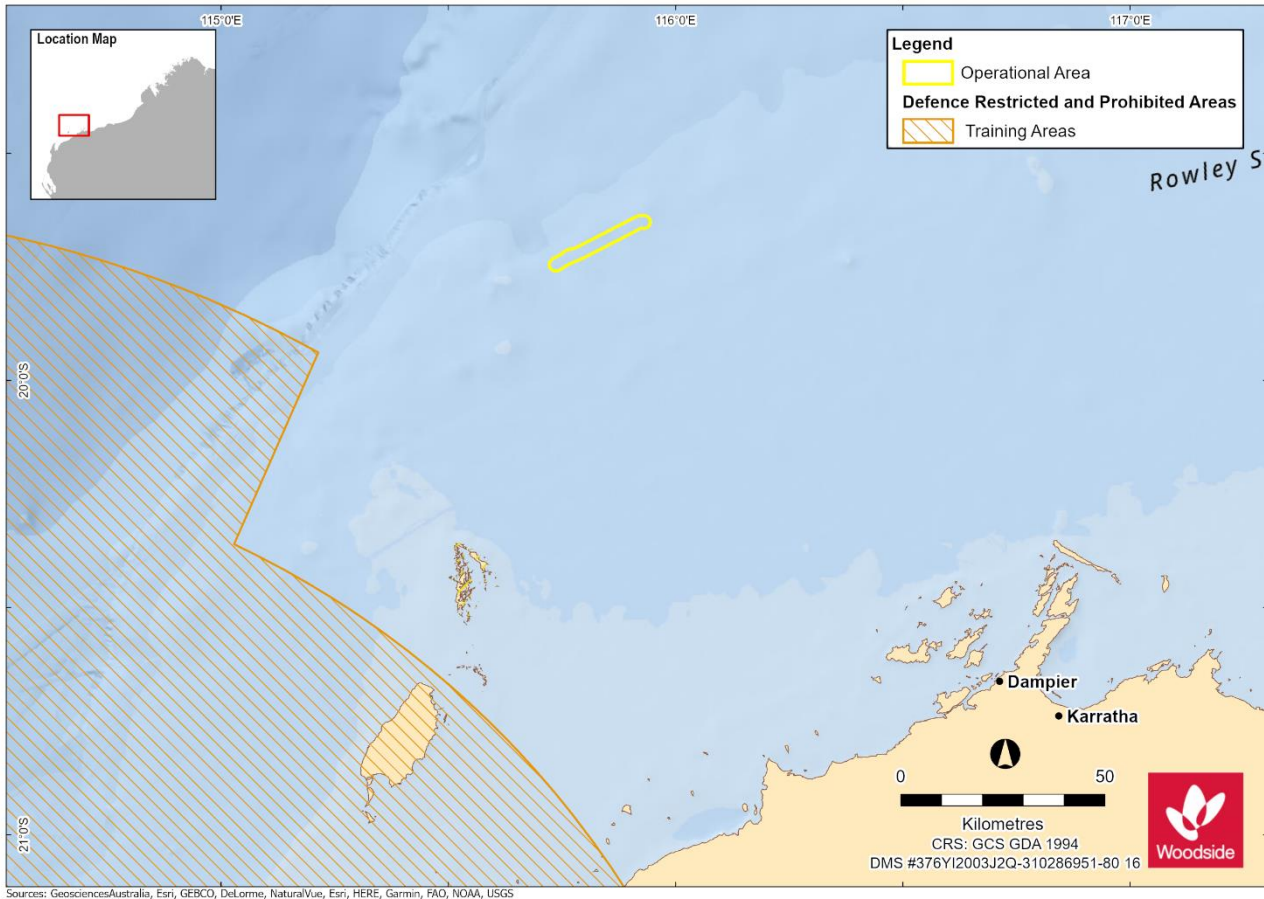 115°0'E
116°0'E
117°0'E
Location Map
Legend
Operational Area
Defence Restricted and Prohibited Areas
Training Areas
Rowley S
20°0'S
Dampier
Karratha
0 50
Kilometres
CRS: GCS GDA 1994
DMS #376YI2003J2Q-310286951-80 16
Woodside
21°0'S
Sources: GeosciencesAustralia, Esri, GEBCO, DeLorme, NaturalVue, Esri, HERE, Garmin, FAO, NOAA, USGS